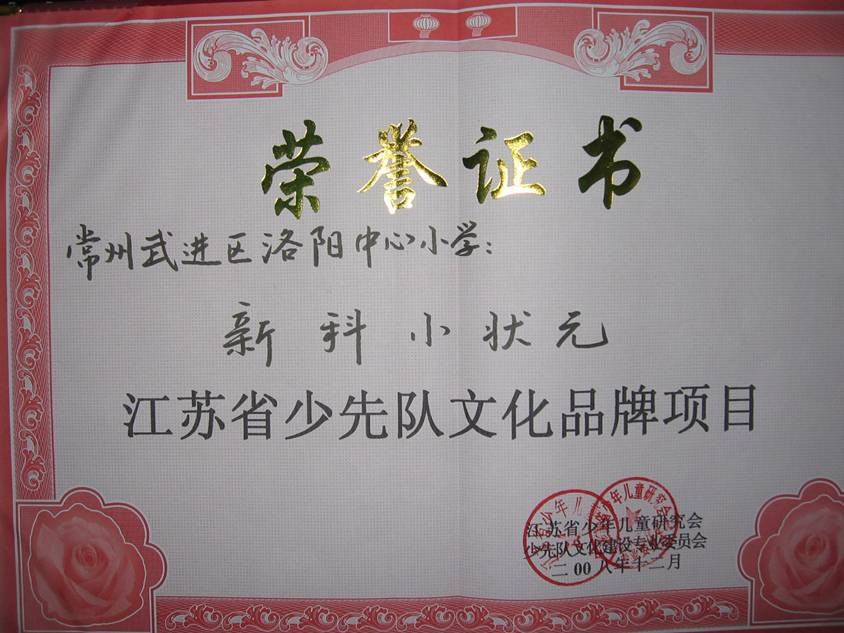 荣誉证书
常州武进区洛阳中心小学：
新科小状元
江苏省少先队文化品牌项目
江苏省少年儿童研究会
少先队文化建设专业委员会
二00八年十二月